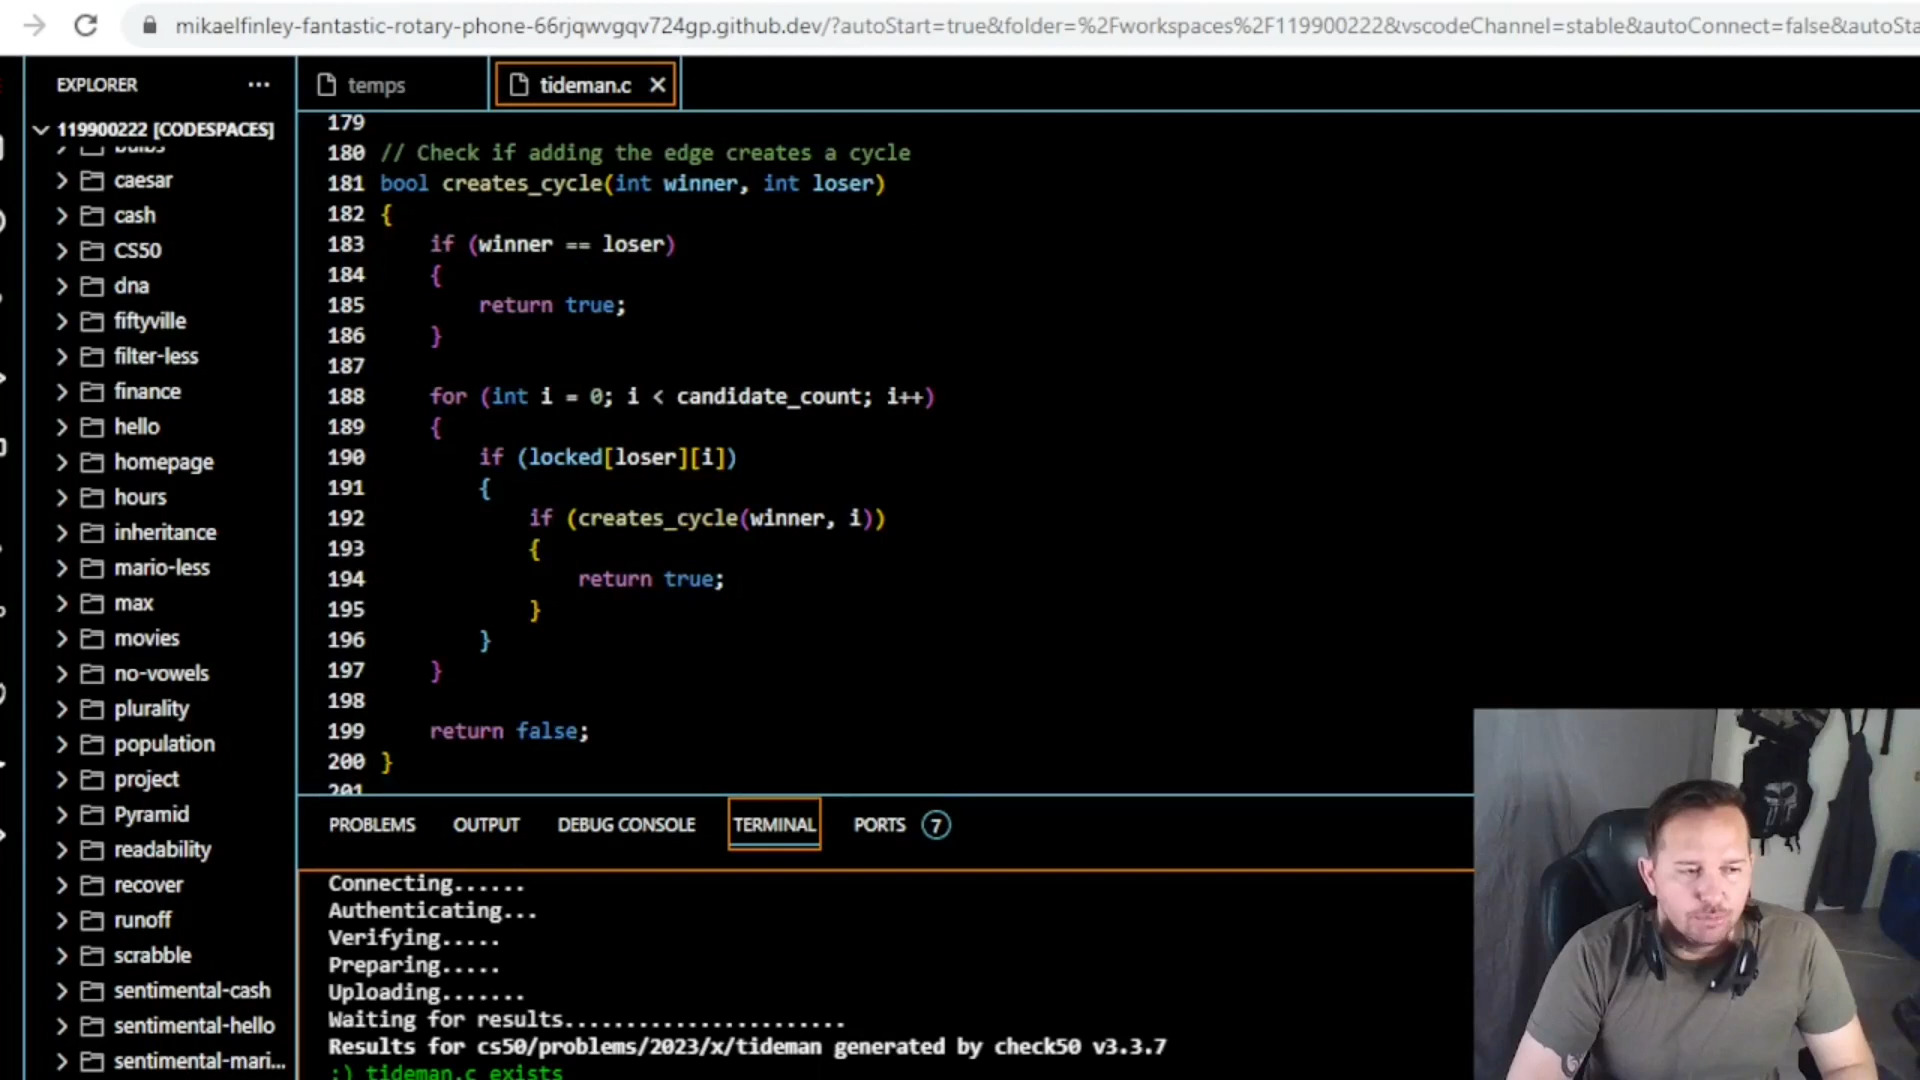 mikaelfinley-fantastic-rotary-phone-66rjqwvgqv724gp.github.dev/?autoStart=true&folder=%2Fworkspaces%2F119900222&vscodeChannel=stable&autoConnect=false&autoSta
EXPLORER
temps
tideman.c
119900222 [CODESPACES]
bulbs
caesar
cash
CS50
dna
fiftyville
filter-less
finance
hello
homepage
hours
inheritance
mario-less
max
movies
no-vowels
plurality
population
project
Pyramid
readability
recover
runoff
scrabble
sentimental-cash
sentimental-hello
sentimental-mari...
179
180 // Check if adding the edge creates a cycle
181 bool creates_cycle(int winner, int loser)
182 {
183 if (winner == loser)
184 {
185 return true;
186 }
187
188 for (int i = 0; i < candidate_count; i++)
189 {
190 if (locked[loser][i])
191 {
192 if (creates_cycle(winner, i))
193 {
194 return true;
195 }
196 }
197 }
198
199 return false;
200 }
201
PROBLEMS OUTPUT DEBUG CONSOLE TERMINAL PORTS 7
Connecting......
Authenticating...
Verifying.....
Preparing.....
Uploading.......
Waiting for results.......................
Results for cs50/problems/2023/x/tideman generated by check50 v3.3.7
:) tideman.c exists